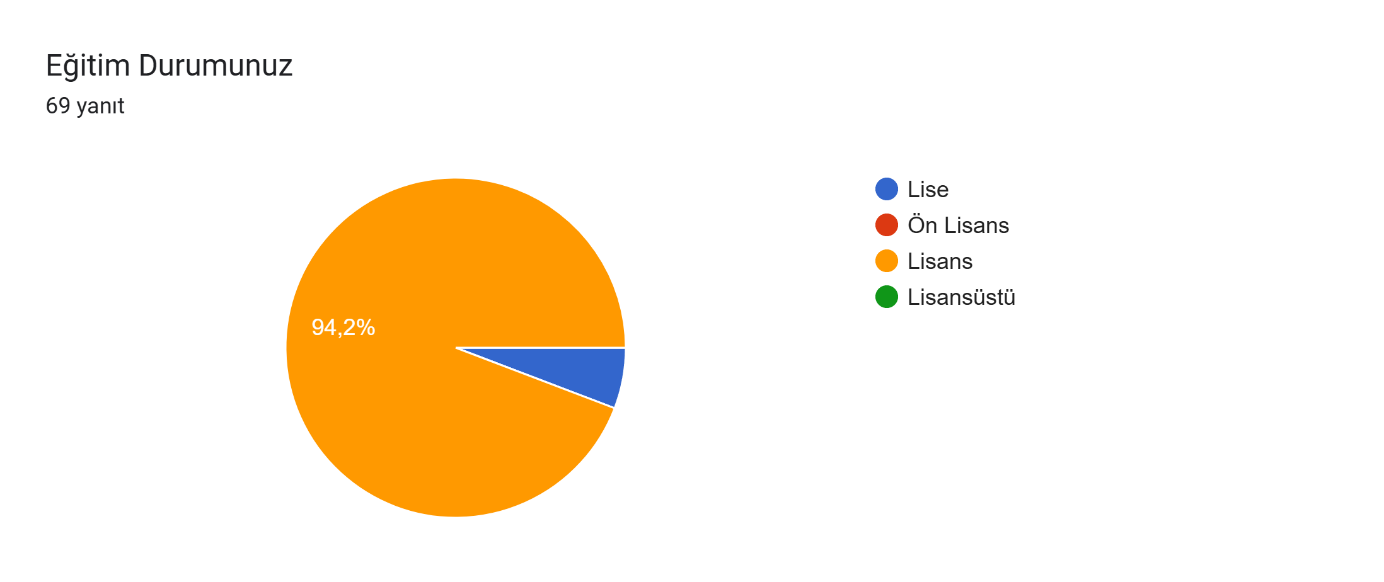 Eğitim Durumunuz
69 yanıt
94,2%
Lise
Ön Lisans
Lisans
Lisansüstü